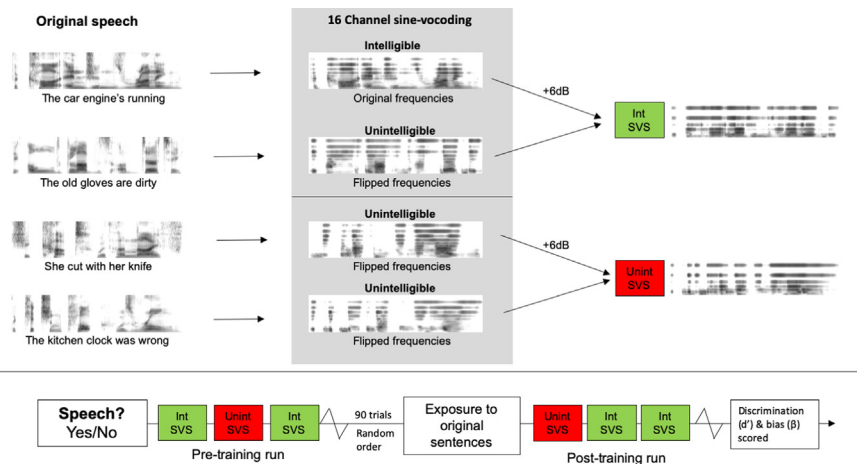 Original speech
16 Channel sine-vocoding
Intelligible
The car engine's running
Original frequencies
+6dB
Int
SVS
Unintelligible
The old gloves are dirty
Flipped frequencies
Unintelligible
She cut with her knife
Flipped frequencies
+6dB
Unint
SVS
Unintelligible
The kitchen clock was wrong
Flipped frequencies
Speech?
Yes/No
Int
SVS
Unint
SVS
Int
SVS
Pre-training run
90 trials
Random
order
Exposure to
original
sentences
Unint
SVS
Int
SVS
Int
SVS
Post-training run
Discrimination
(d') & bias (β)
scored